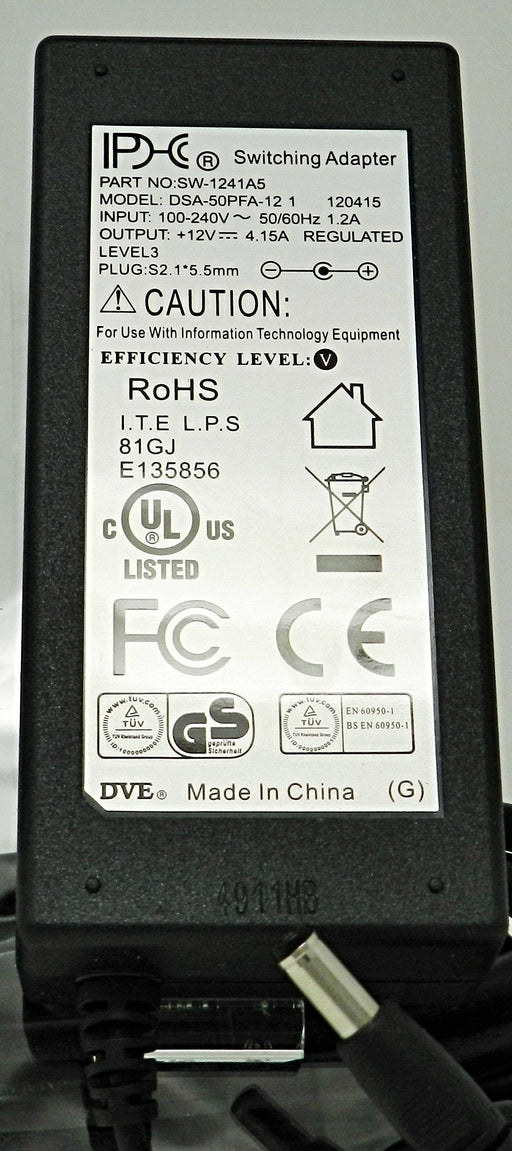 IPHC ® Switching Adapter
PART NO:SW-1241A5
MODEL: DSA-50PFA-12 1 120415
INPUT: 100-240V ~ 50/60Hz 1.2A
OUTPUT: +12V⎓ 4.15A REGULATED
LEVEL3
PLUG:S2.1*5.5mm
CAUTION:
For Use With Information Technology Equipment
EFFICIENCY LEVEL:V
RoHS
I.T.E L.P.S
81GJ
E135856
C UL ® US
LISTED
FC CE
www.tuv.com
TÜV
TÜV Rheinland Group
GS
geprüfte
Sicherheit
www.tuv.com
TÜV
TÜV Rheinland Group
EN 60950-1
BS EN 60950-1
DVE® Made In China (G)
4911HB